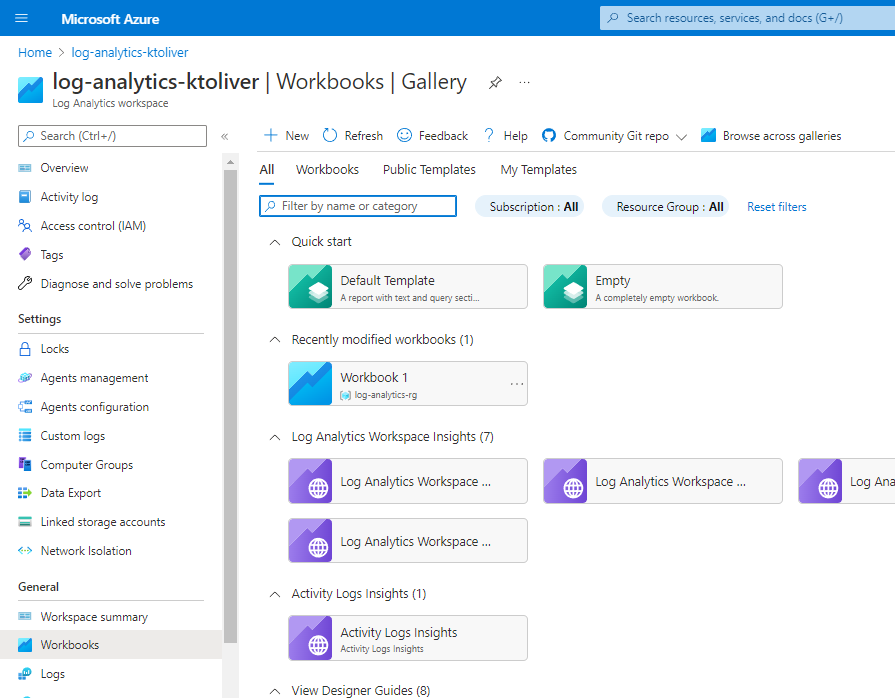 Microsoft Azure
Search resources, services, and docs (G+/)
Home > log-analytics-ktoliver
log-analytics-ktoliver | Workbooks | Gallery
Log Analytics workspace
Search (Ctrl+/)
Overview
Activity log
Access control (IAM)
Tags
Diagnose and solve problems
Settings
Locks
Agents management
Agents configuration
Custom logs
Computer Groups
Data Export
Linked storage accounts
Network Isolation
General
Workspace summary
Workbooks
Logs
New
Refresh
Feedback
Help
Community Git repo
Browse across galleries
All
Workbooks
Public Templates
My Templates
Filter by name or category
Subscription : All
Resource Group : All
Reset filters
Quick start
Default Template
A report with text and query secti...
Empty
A completely empty workbook.
Recently modified workbooks (1)
Workbook 1
log-analytics-rg
...
Log Analytics Workspace Insights (7)
Log Analytics Workspace ...
Log Analytics Workspace ...
Log Ana
Log Analytics Workspace ...
Activity Logs Insights (1)
Activity Logs Insights
Activity Logs Insights
View Designer Guides (8)